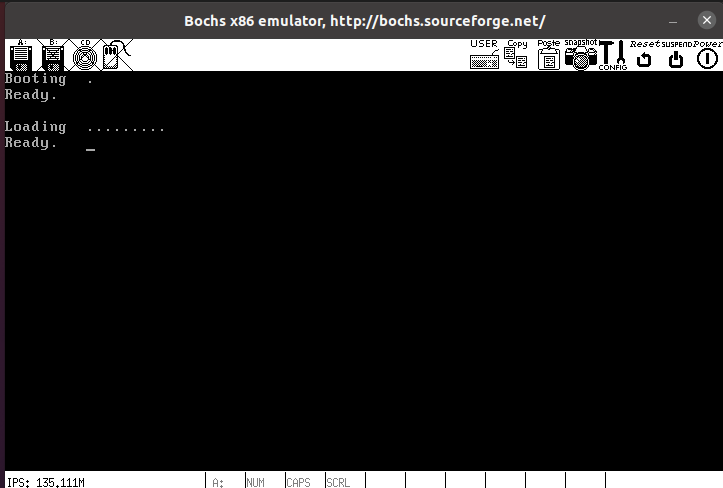 Bochs x86 emulator, http://bochs.sourceforge.net/
A: B: CD USER Copy Paste snapshot CONFIG Reset SUSPEND Power
Booting .
Ready.
Loading .........
Ready. _
IPS: 135,111M A: NUM CAPS SCRL